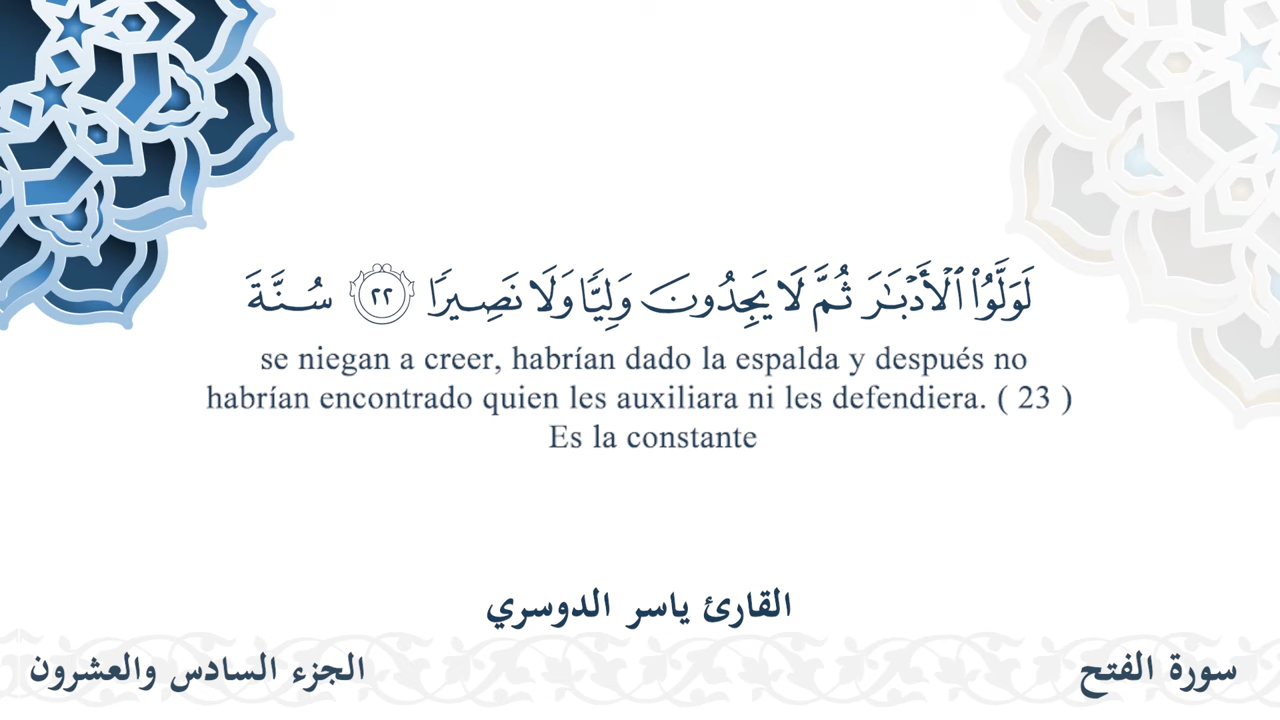 لَوَلَّوُا۟ ٱلْأَدْبَـٰرَ ثُمَّ لَا يَجِدُونَ وَلِيًّا وَلَا نَصِيرًا ٢٢ سُنَّةَ
se niegan a creer, habrían dado la espalda y después no
habrían encontrado quien les auxiliara ni les defendiera. ( 23 )
Es la constante
القارئ ياسر الدوسري
سورة الفتح
الجزء السادس والعشرون